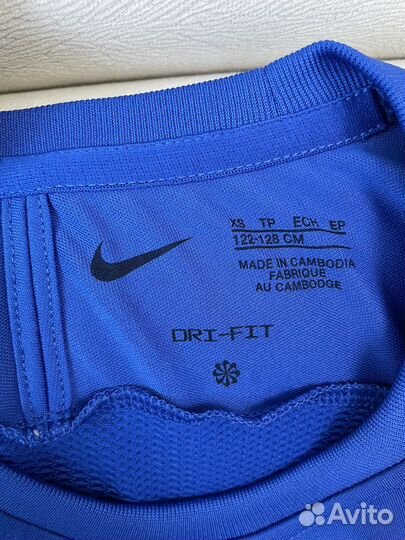 XS TP ECH EP
122-128 CM
MADE IN CAMBODIA
FABRIQUE
AU CAMBODGE
DRI-FIT
Avito